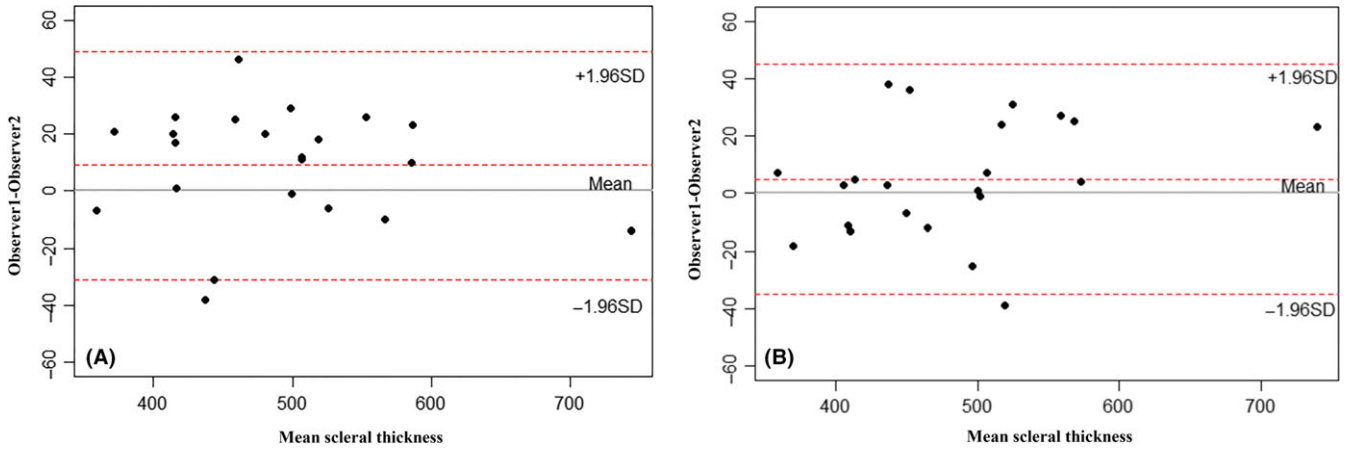 60
40
20
0
−20
−40
−60
Observer1-Observer2
+1.96SD
Mean
−1.96SD
(A)
400 500 600 700
Mean scleral thickness
60
40
20
0
−20
−40
−60
Observer1-Observer2
+1.96SD
Mean
−1.96SD
(B)
400 500 600 700
Mean scleral thickness